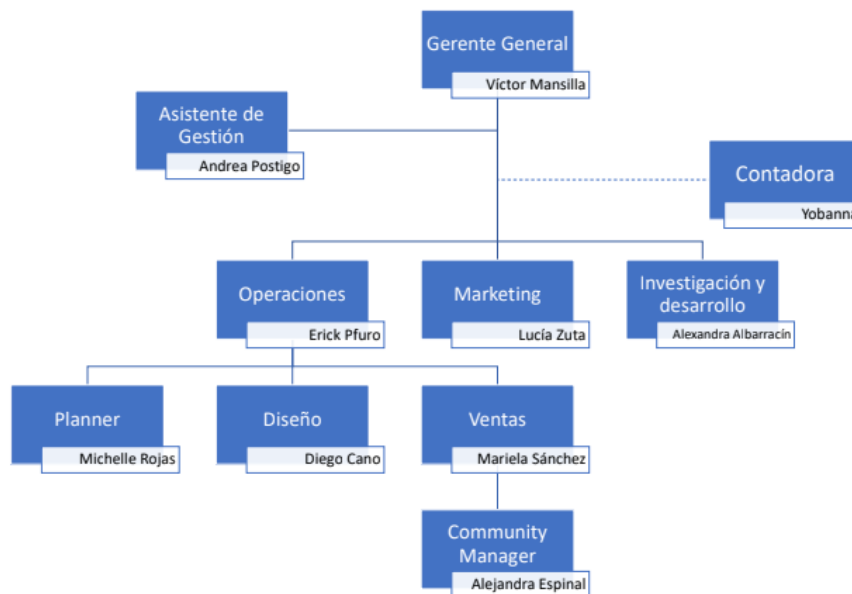 Gerente General
Víctor Mansilla
Asistente de
Gestión
Andrea Postigo
Contadora
Yobanna
Operaciones
Erick Pfuro
Marketing
Lucía Zuta
Investigación y
desarrollo
Alexandra Albarracín
Planner
Michelle Rojas
Diseño
Diego Cano
Ventas
Mariela Sánchez
Community
Manager
Alejandra Espinal